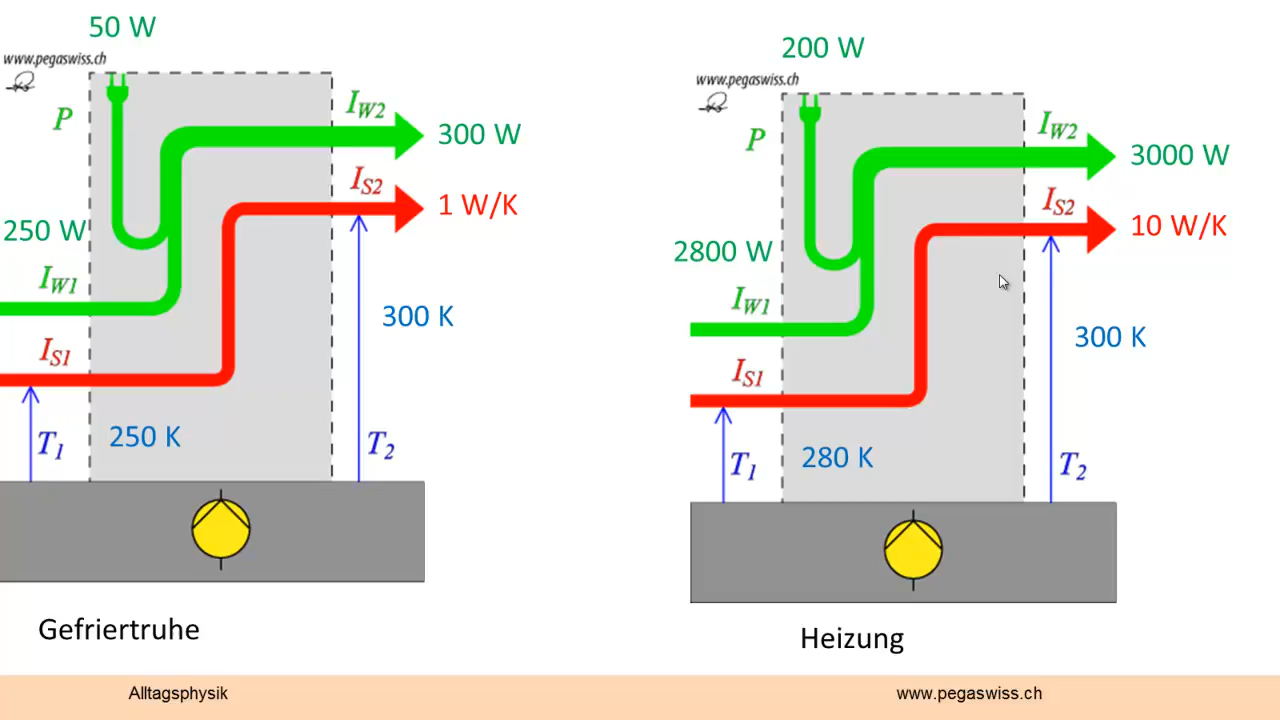 50 W
www.pegaswiss.ch
P
I_W2
300 W
I_S2
1 W/K
250 W
I_W1
300 K
I_S1
250 K
T_1
T_2
Gefriertruhe
200 W
www.pegaswiss.ch
P
I_W2
3000 W
I_S2
10 W/K
2800 W
I_W1
300 K
I_S1
280 K
T_1
T_2
Heizung
Alltagsphysik
www.pegaswiss.ch